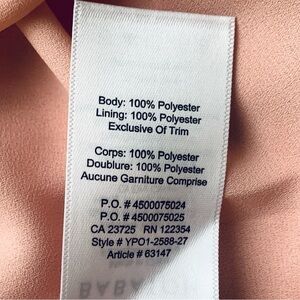 Body: 100% Polyester
Lining: 100% Polyester
Exclusive Of Trim
Corps: 100% Polyester
Doublure: 100% Polyester
Aucune Garniture Comprise
P.O. # 4500075024
P.O. # 4500075025
CA 23725 RN 122354
Style # YPO1-2588-27
Article # 63147